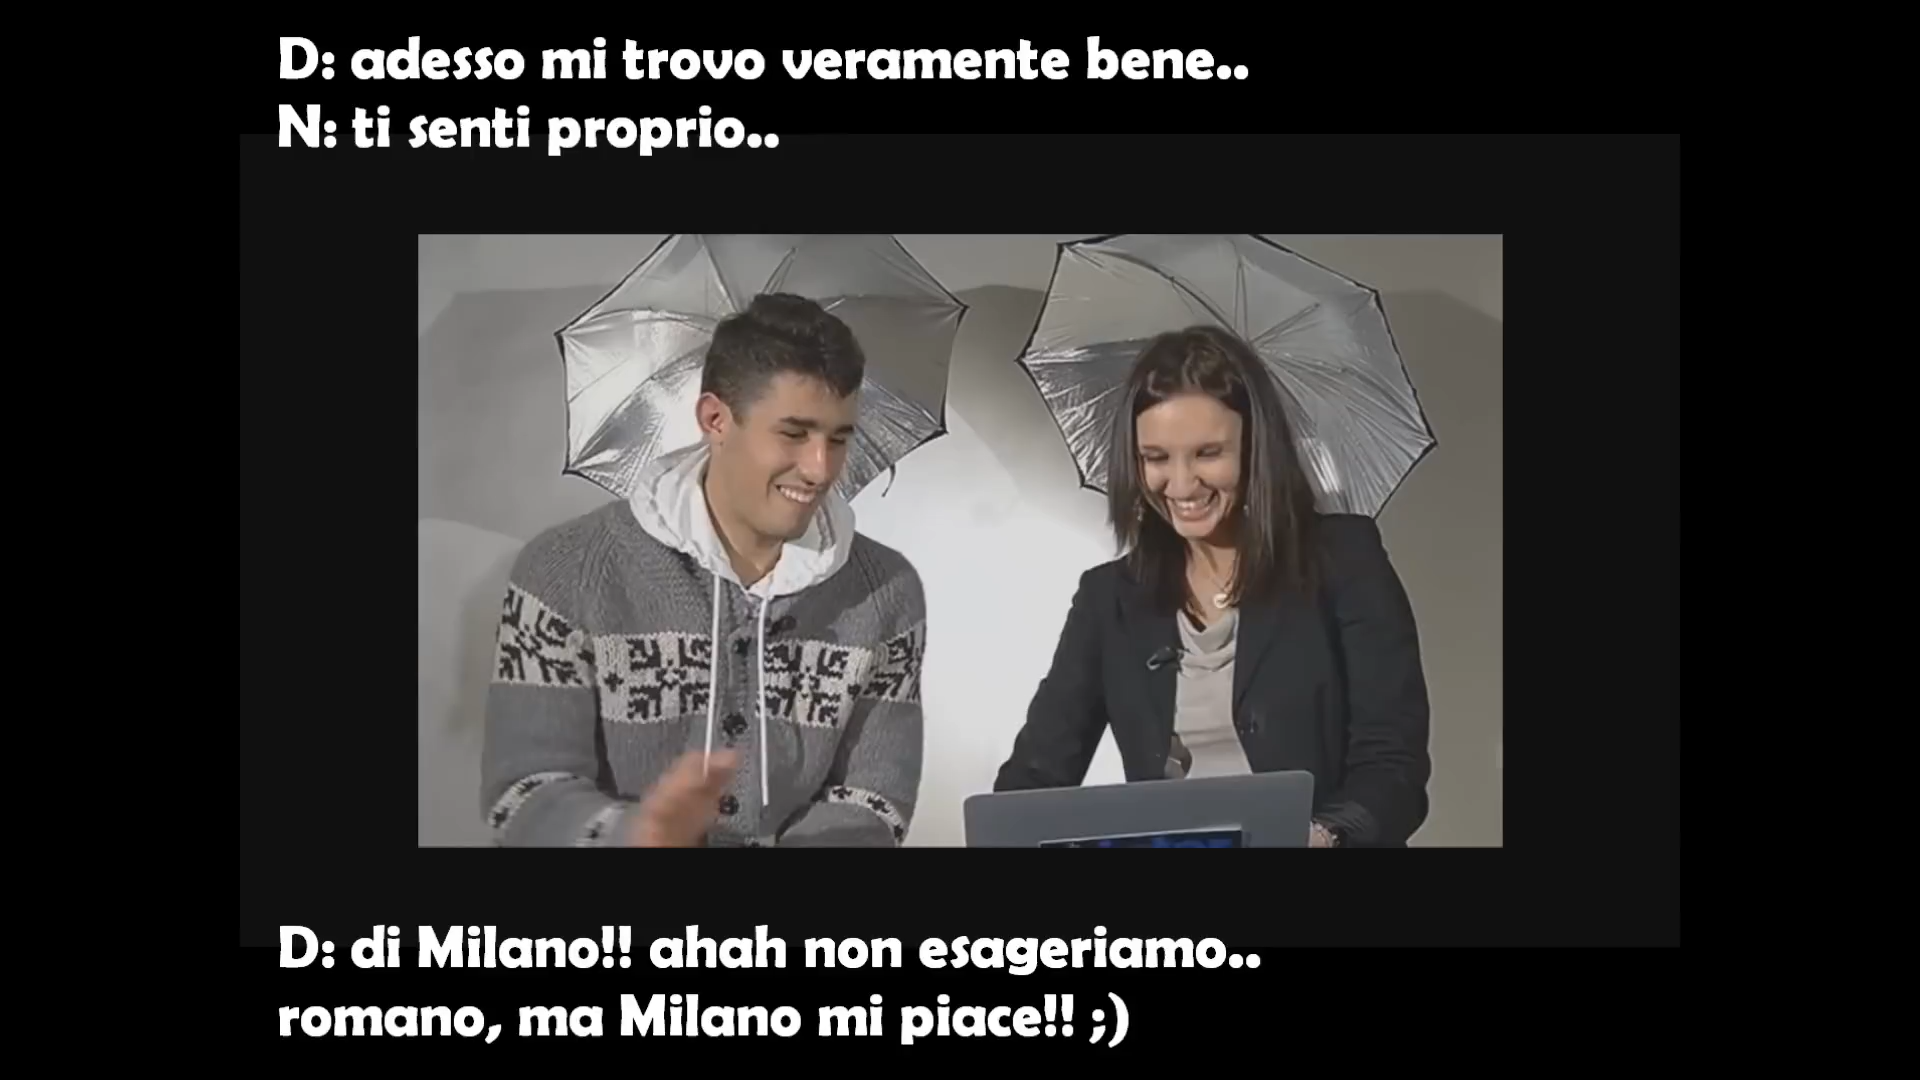 D: adesso mi trovo veramente bene..
N: ti senti proprio..
D: di Milano!! ahah non esageriamo..
romano, ma Milano mi piace!! ;)